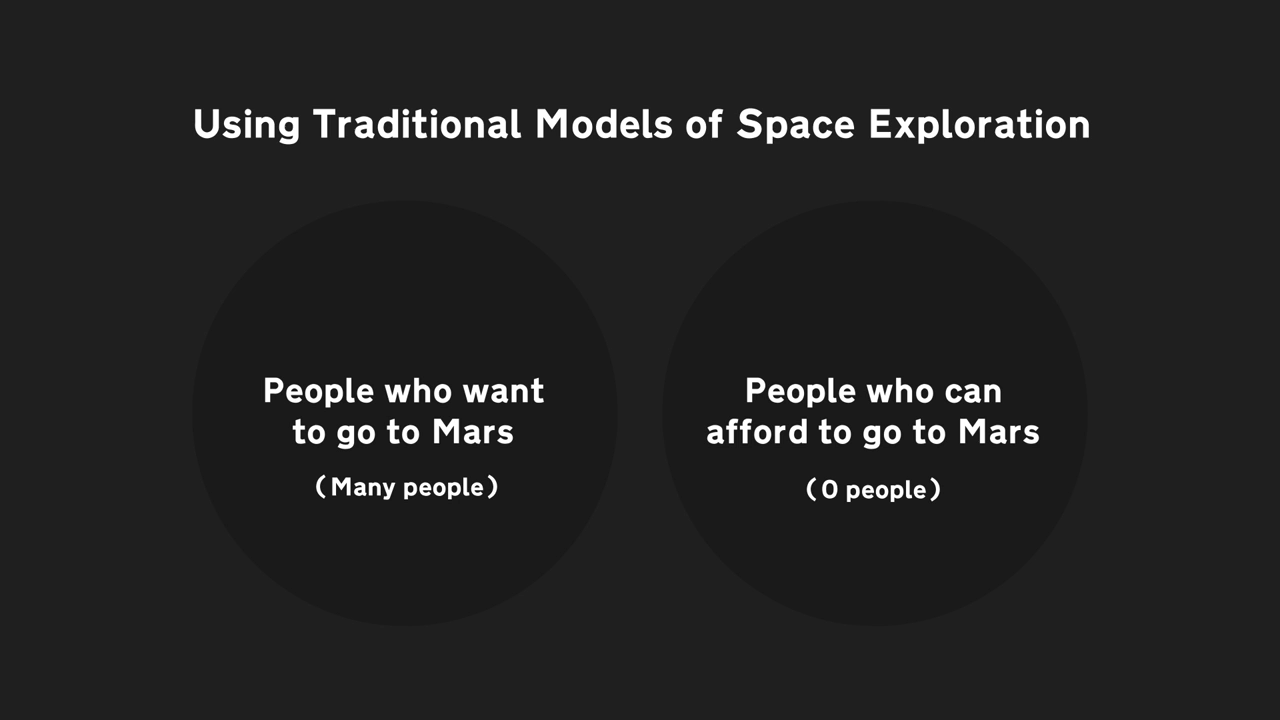 Using Traditional Models of Space Exploration
People who want
to go to Mars
(Many people)
People who can
afford to go to Mars
(0 people)